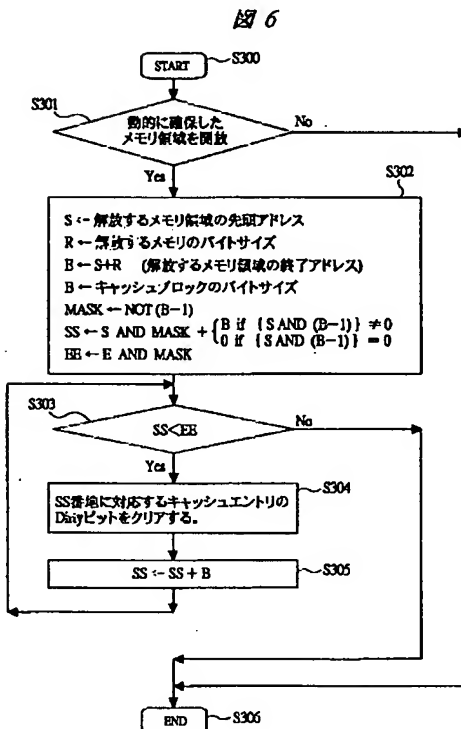 図 6
START
S300
S301
動的に確保した
メモリ領域を開放
No
Yes
S302
S ← 解放するメモリ領域の先頭アドレス
R ← 解放するメモリのバイトサイズ
E ← S+R (解放するメモリ領域の終了アドレス)
B ← キャッシュブロックのバイトサイズ
MASK ← NOT (B-1)
SS ← S AND MASK + { B if {S AND (B-1)} ≠0
0 if {S AND (B-1)} = 0
EE ← E AND MASK
S303
SS<EE
No
Yes
S304
SS番地に対応するキャッシュエントリの
Dirtyビットをクリアする。
SS ← SS + B
S305
END
S306